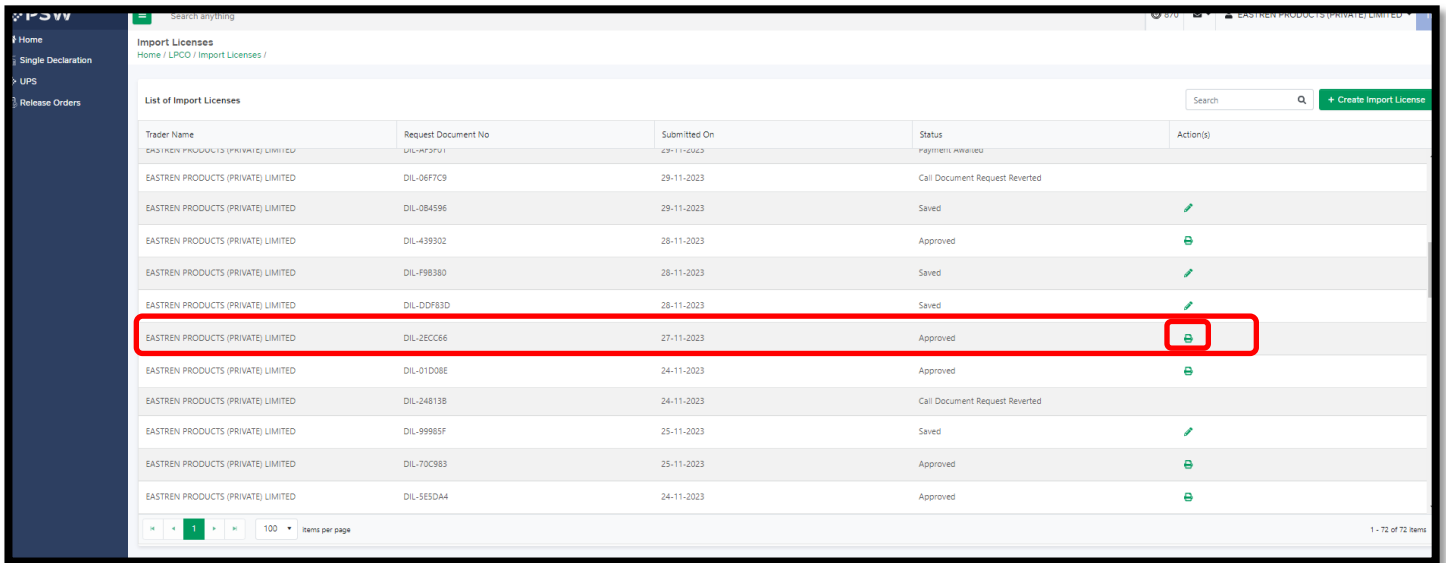 PSW Search anything 870 EASTREN PRODUCTS (PRIVATE) LIMITED
Home
Single Declaration
UPS
Release Orders
Import Licenses
Home / LPCO / Import Licenses /
List of Import Licenses Search + Create Import License
Trader Name Request Document No Submitted On Status Action(s)
EASTREN PRODUCTS (PRIVATE) LIMITED DIL-AF5F01 29-11-2023 Payment Awaited
EASTREN PRODUCTS (PRIVATE) LIMITED DIL-06F7C9 29-11-2023 Call Document Request Reverted
EASTREN PRODUCTS (PRIVATE) LIMITED DIL-0B4596 29-11-2023 Saved
EASTREN PRODUCTS (PRIVATE) LIMITED DIL-439302 28-11-2023 Approved
EASTREN PRODUCTS (PRIVATE) LIMITED DIL-F9B380 28-11-2023 Saved
EASTREN PRODUCTS (PRIVATE) LIMITED DIL-DDF83D 28-11-2023 Saved
EASTREN PRODUCTS (PRIVATE) LIMITED DIL-2ECC66 27-11-2023 Approved
EASTREN PRODUCTS (PRIVATE) LIMITED DIL-01D08E 24-11-2023 Approved
EASTREN PRODUCTS (PRIVATE) LIMITED DIL-24813B 24-11-2023 Call Document Request Reverted
EASTREN PRODUCTS (PRIVATE) LIMITED DIL-99985F 25-11-2023 Saved
EASTREN PRODUCTS (PRIVATE) LIMITED DIL-70C983 25-11-2023 Approved
EASTREN PRODUCTS (PRIVATE) LIMITED DIL-5E5DA4 24-11-2023 Approved
1 100 items per page 1 - 72 of 72 items